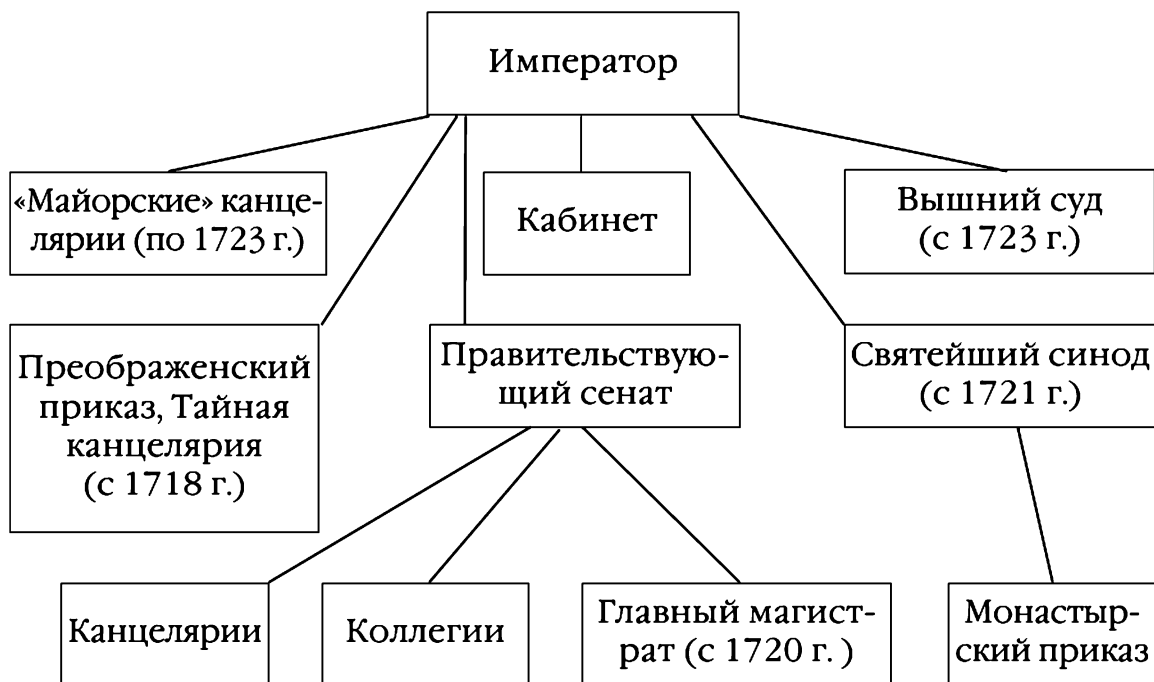 Император
«Майорские» канце-
лярии (по 1723 г.)
Кабинет
Вышний суд
(с 1723 г.)
Преображенский
приказ, Тайная
канцелярия
(с 1718 г.)
Правительствую-
щий сенат
Святейший синод
(с 1721 г.)
Канцелярии
Коллегии
Главный магист-
рат (с 1720 г. )
Монастыр-
ский приказ